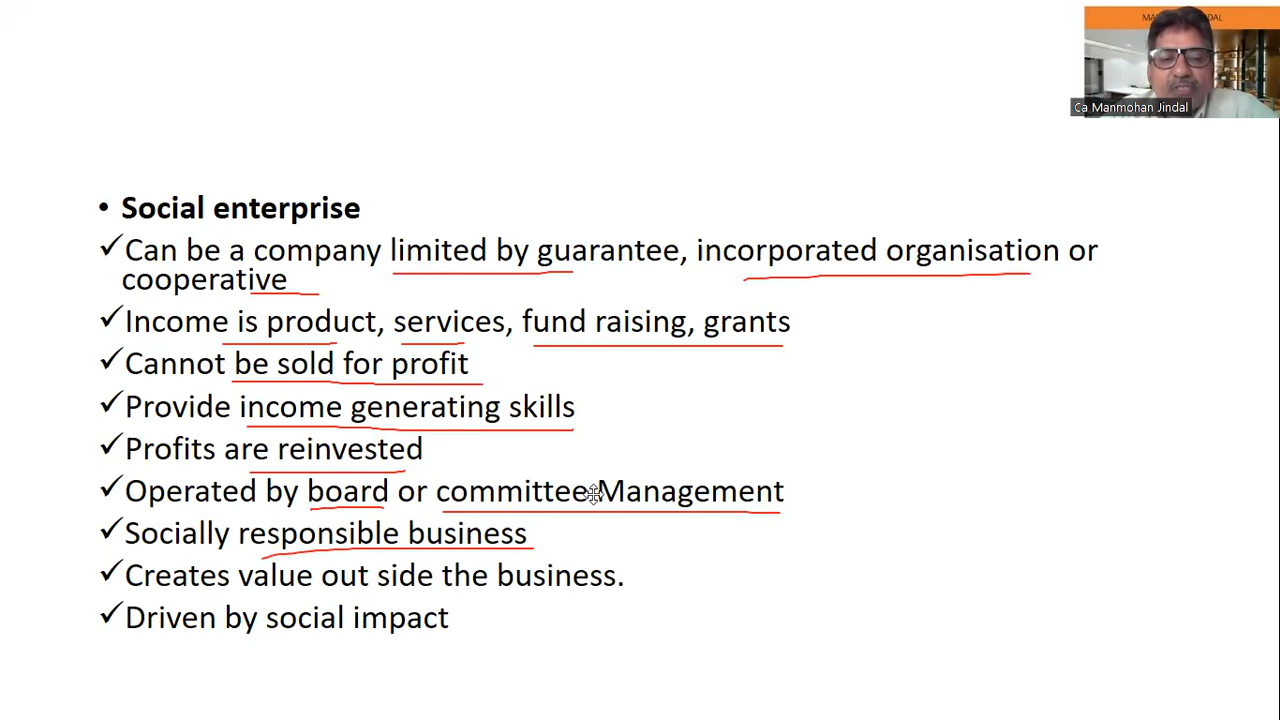 Ca Manmohan Jindal
• Social enterprise
✓Can be a company limited by guarantee, incorporated organisation or
cooperative
✓Income is product, services, fund raising, grants
✓Cannot be sold for profit
✓Provide income generating skills
✓Profits are reinvested
✓Operated by board or committee Management
✓Socially responsible business
✓Creates value out side the business.
✓Driven by social impact